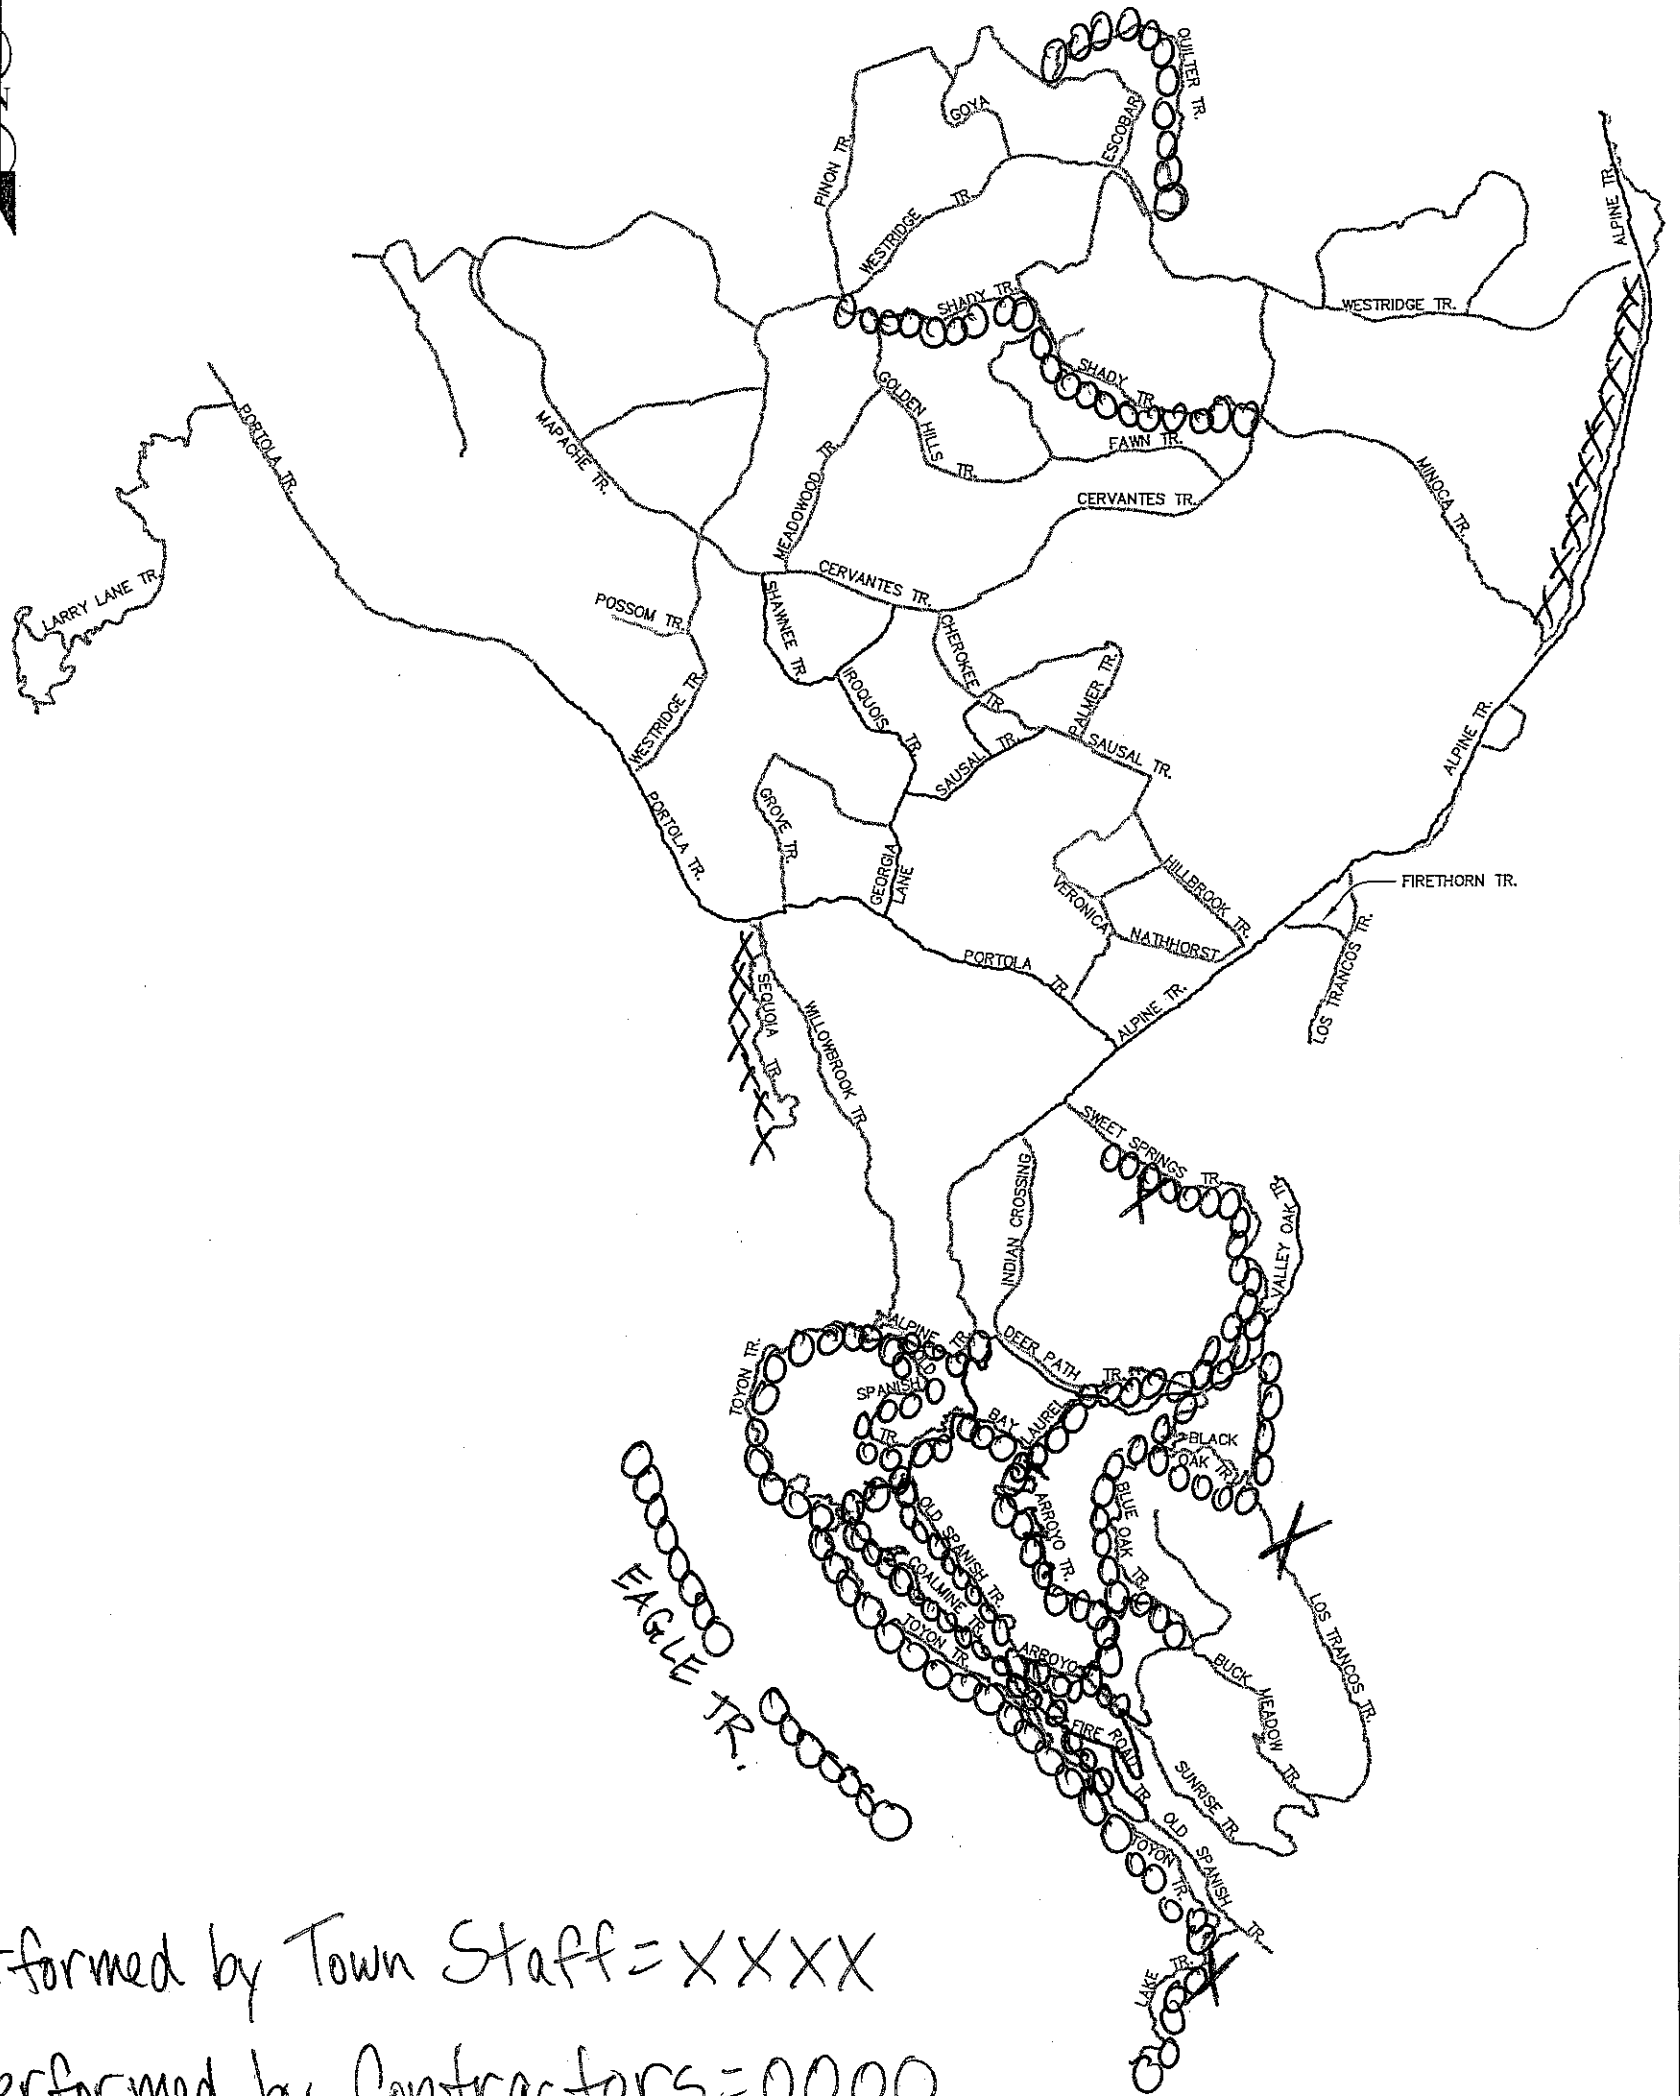 QUILTER TR.
GOYA
ESCOBAR
PINON TR.
ALPINE TR.
WESTRIDGE TR.
SHADY TR.
WESTRIDGE TR.
SHADY TR.
GOLDEN HILLS TR.
PORTOLA TR.
MAPACHE TR.
FAWN TR.
MEADOWOOD TR.
MINOCA TR.
CERVANTES TR.
LARRY LANE TR.
CERVANTES TR.
POSSOM TR.
SHAWNEE TR.
CHEROKEE TR.
IROQUOIS TR.
PALMER TR.
WESTRIDGE TR.
SAUSAL TR.
SAUSAL TR.
ALPINE TR.
PORTOLA TR.
GROVE TR.
GEORGIA LANE
HILLBROOK TR.
FIRETHORN TR.
VERONICA
NATHHORST
LOS TRANCOS TR.
PORTOLA TR.
SEQUOIA TR.
ALPINE TR.
WILLOWBROOK TR.
SWEET SPRINGS TR.
INDIAN CROSSING
VALLEY OAK TR.
ALPINE TR.
DEER PATH TR.
TOYON TR.
OLD SPANISH TR.
BAY LAUREL
BLACK OAK TR.
BLUE OAK TR.
ARROYO TR.
OLD SPANISH TR.
COALMINE TR.
TOYON TR.
ARROYO
LOS TRANCOS TR.
BUCK MEADOW TR.
EAGLE TR.
FIRE ROAD TR.
SUNRISE TR.
OLD SPANISH TR.
TOYON TR.
LAKE TR.
formed by Town Staff = XXXX
erformed by Contractors = OOOO